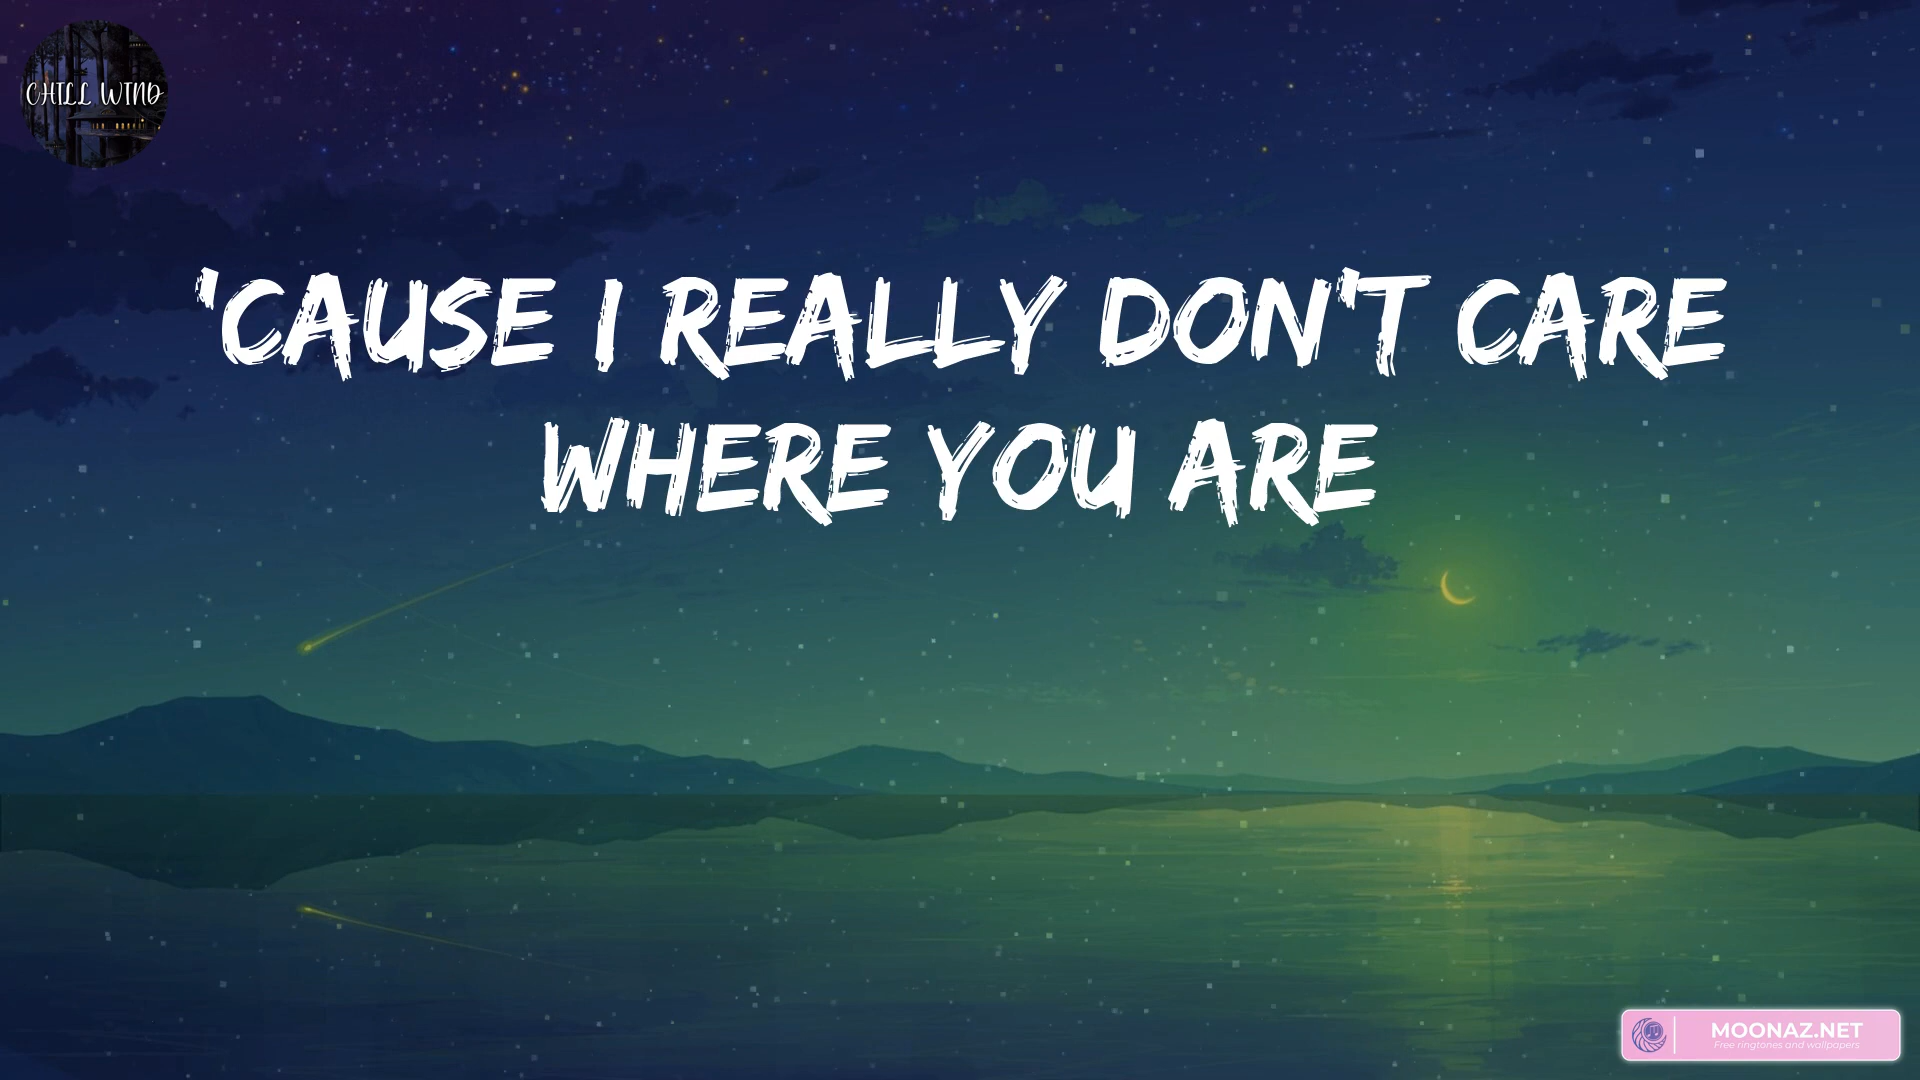 CHILL WIND
'CAUSE I REALLY DON'T CARE
WHERE YOU ARE
MOONAZ.NET
Free ringtones and wallpapers